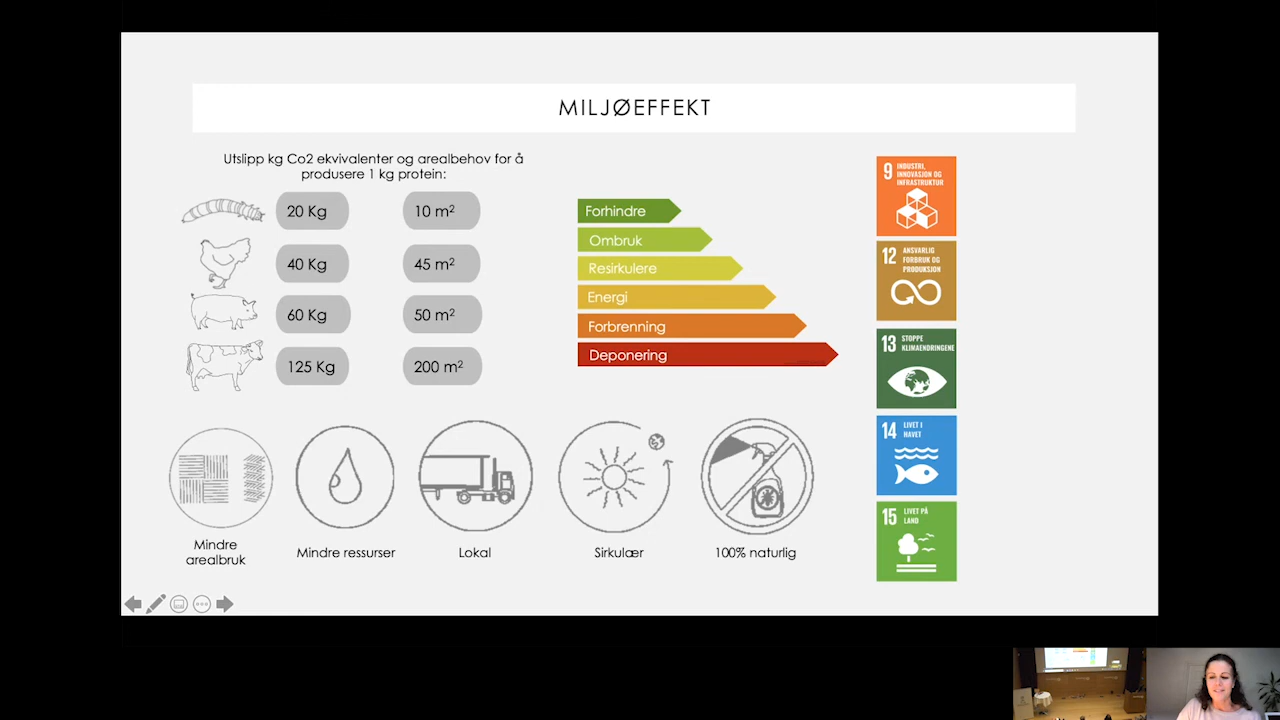 MILJØEFFEKT
Utslipp kg Co2 ekvivalenter og arealbehov for å
produsere 1 kg protein:
20 Kg
10 m²
40 Kg
45 m²
60 Kg
50 m²
125 Kg
200 m²
Forhindre
Ombruk
Resirkulere
Energi
Forbrenning
Deponering
9 INDUSTRI,
INNOVASJON OG
INFRASTRUKTUR
12 ANSVARLIG
FORBRUK OG
PRODUKSJON
13 STOPPE
KLIMAENDRINGENE
14 LIVET I
HAVET
15 LIVET PÅ
LAND
Mindre
arealbruk
Mindre ressurser
Lokal
Sirkulær
100% naturlig